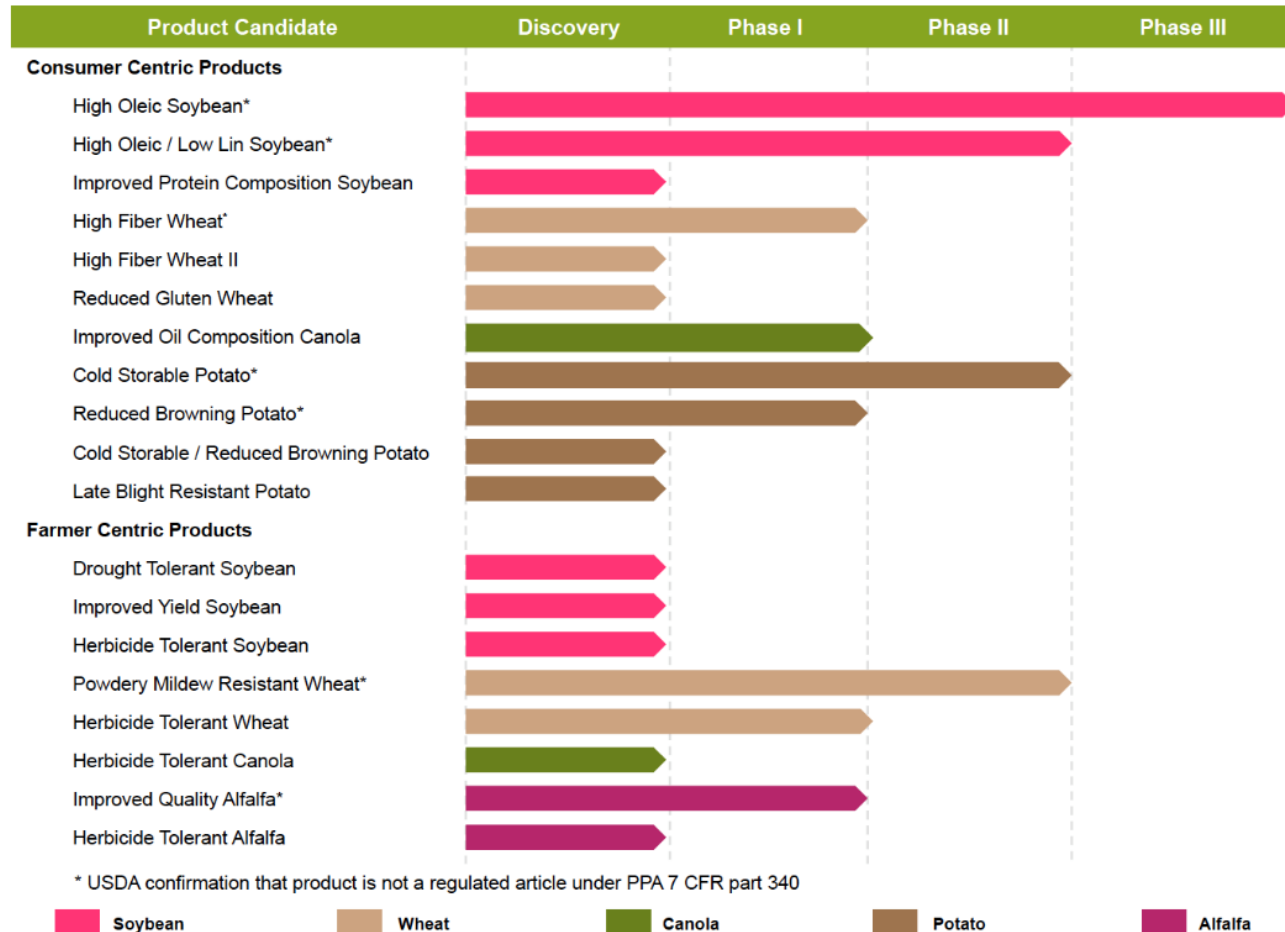 Product Candidate Discovery Phase I Phase II Phase III
Consumer Centric Products
High Oleic Soybean*
High Oleic / Low Lin Soybean*
Improved Protein Composition Soybean
High Fiber Wheat*
High Fiber Wheat II
Reduced Gluten Wheat
Improved Oil Composition Canola
Cold Storable Potato*
Reduced Browning Potato*
Cold Storable / Reduced Browning Potato
Late Blight Resistant Potato
Farmer Centric Products
Drought Tolerant Soybean
Improved Yield Soybean
Herbicide Tolerant Soybean
Powdery Mildew Resistant Wheat*
Herbicide Tolerant Wheat
Herbicide Tolerant Canola
Improved Quality Alfalfa*
Herbicide Tolerant Alfalfa
* USDA confirmation that product is not a regulated article under PPA 7 CFR part 340
Soybean Wheat Canola Potato Alfalfa